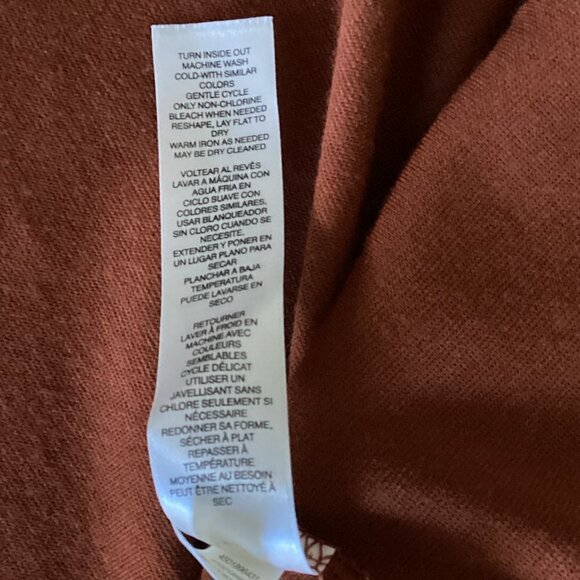 TURN INSIDE OUT
MACHINE WASH
COLD-WITH SIMILAR
COLORS
GENTLE CYCLE
ONLY NON-CHLORINE
BLEACH WHEN NEEDED
RESHAPE, LAY FLAT TO
DRY
WARM IRON AS NEEDED
MAY BE DRY CLEANED
VOLTEAR AL REVÉS
LAVAR A MÁQUINA CON
AGUA FRIA EN
CICLO SUAVE CON
COLORES SIMILARES.
USAR BLANQUEADOR
SIN CLORO CUANDO SE
NECESITE.
EXTENDER Y PONER EN
UN LUGAR PLANO PARA
SECAR
PLANCHAR A BAJA
TEMPERATURA
PUEDE LAVARSE EN
SECO
RETOURNER
LAVER À FROID EN
MACHINE AVEC
COULEURS
SEMBLABLES
CYCLE DÉLICAT
UTILISER UN
JAVELLISANT SANS
CHLORE SEULEMENT SI
NÉCESSAIRE
REDONNER SA FORME,
SÉCHER À PLAT
REPASSER À
TEMPÉRATURE
MOYENNE AU BESOIN
PEUT ÊTRE NETTOYÉ À
SEC